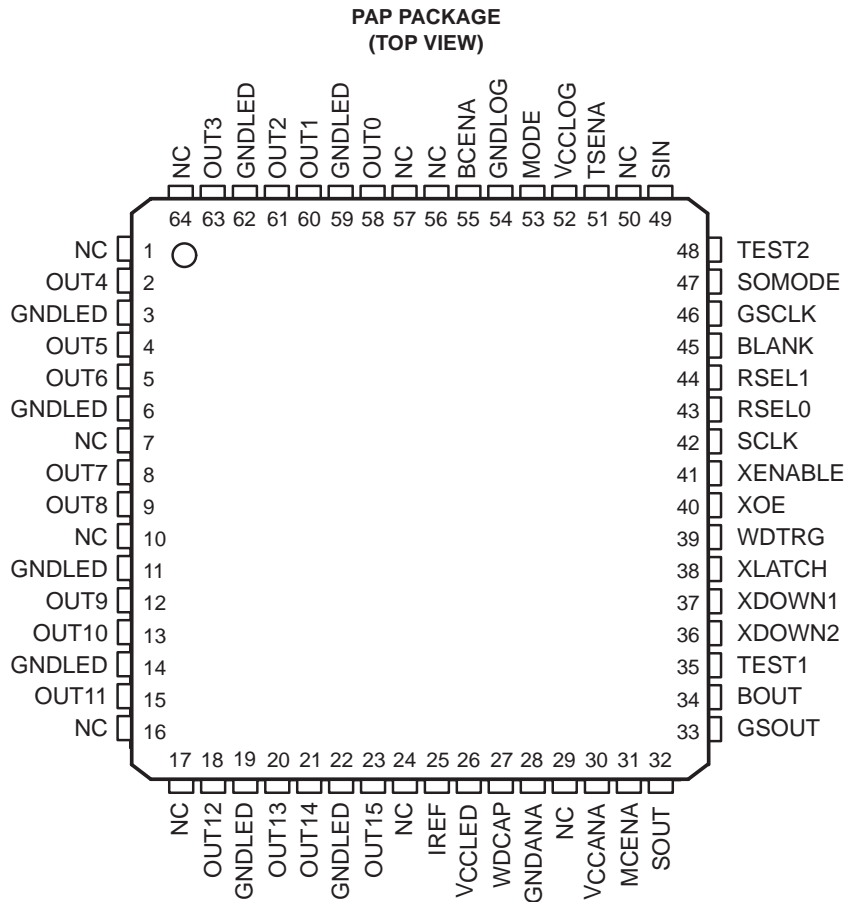 PAP PACKAGE
(TOP VIEW)
NC
OUT3
GNDLED
OUT2
OUT1
GNDLED
OUT0
NC
NC
BCENA
GNDLOG
MODE
VCCLOG
TSENA
NC
SIN
64 63 62 61 60 59 58 57 56 55 54 53 52 51 50 49
NC 1 48 TEST2
OUT4 2 47 SOMODE
GNDLED 3 46 GSCLK
OUT5 4 45 BLANK
OUT6 5 44 RSEL1
GNDLED 6 43 RSEL0
NC 7 42 SCLK
OUT7 8 41 XENABLE
OUT8 9 40 XOE
NC 10 39 WDTRG
GNDLED 11 38 XLATCH
OUT9 12 37 XDOWN1
OUT10 13 36 XDOWN2
GNDLED 14 35 TEST1
OUT11 15 34 BOUT
NC 16 33 GSOUT
17 18 19 20 21 22 23 24 25 26 27 28 29 30 31 32
NC
OUT12
GNDLED
OUT13
OUT14
GNDLED
OUT15
NC
IREF
VCCLED
WDCAP
GNDANA
NC
VCCANA
MCENA
SOUT